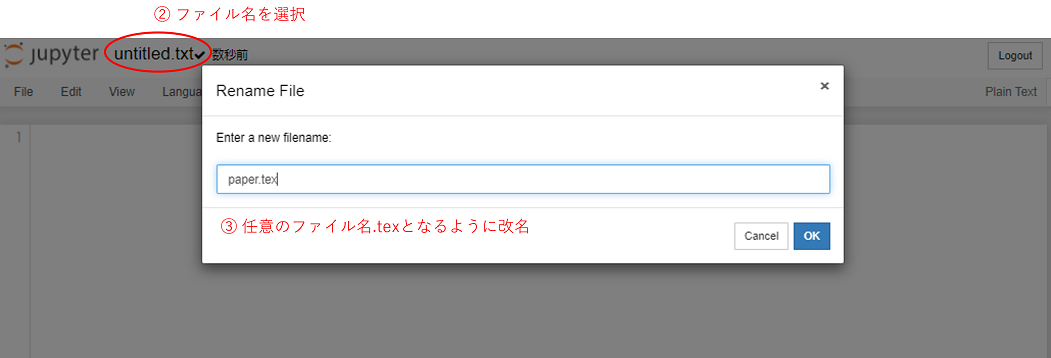 ② ファイル名を選択
jupyter untitled.txt✔ 数秒前 Logout
File Edit View Langua Plain Text
Rename File ×
1
Enter a new filename:
paper.tex
③ 任意のファイル名.texとなるように改名
Cancel OK